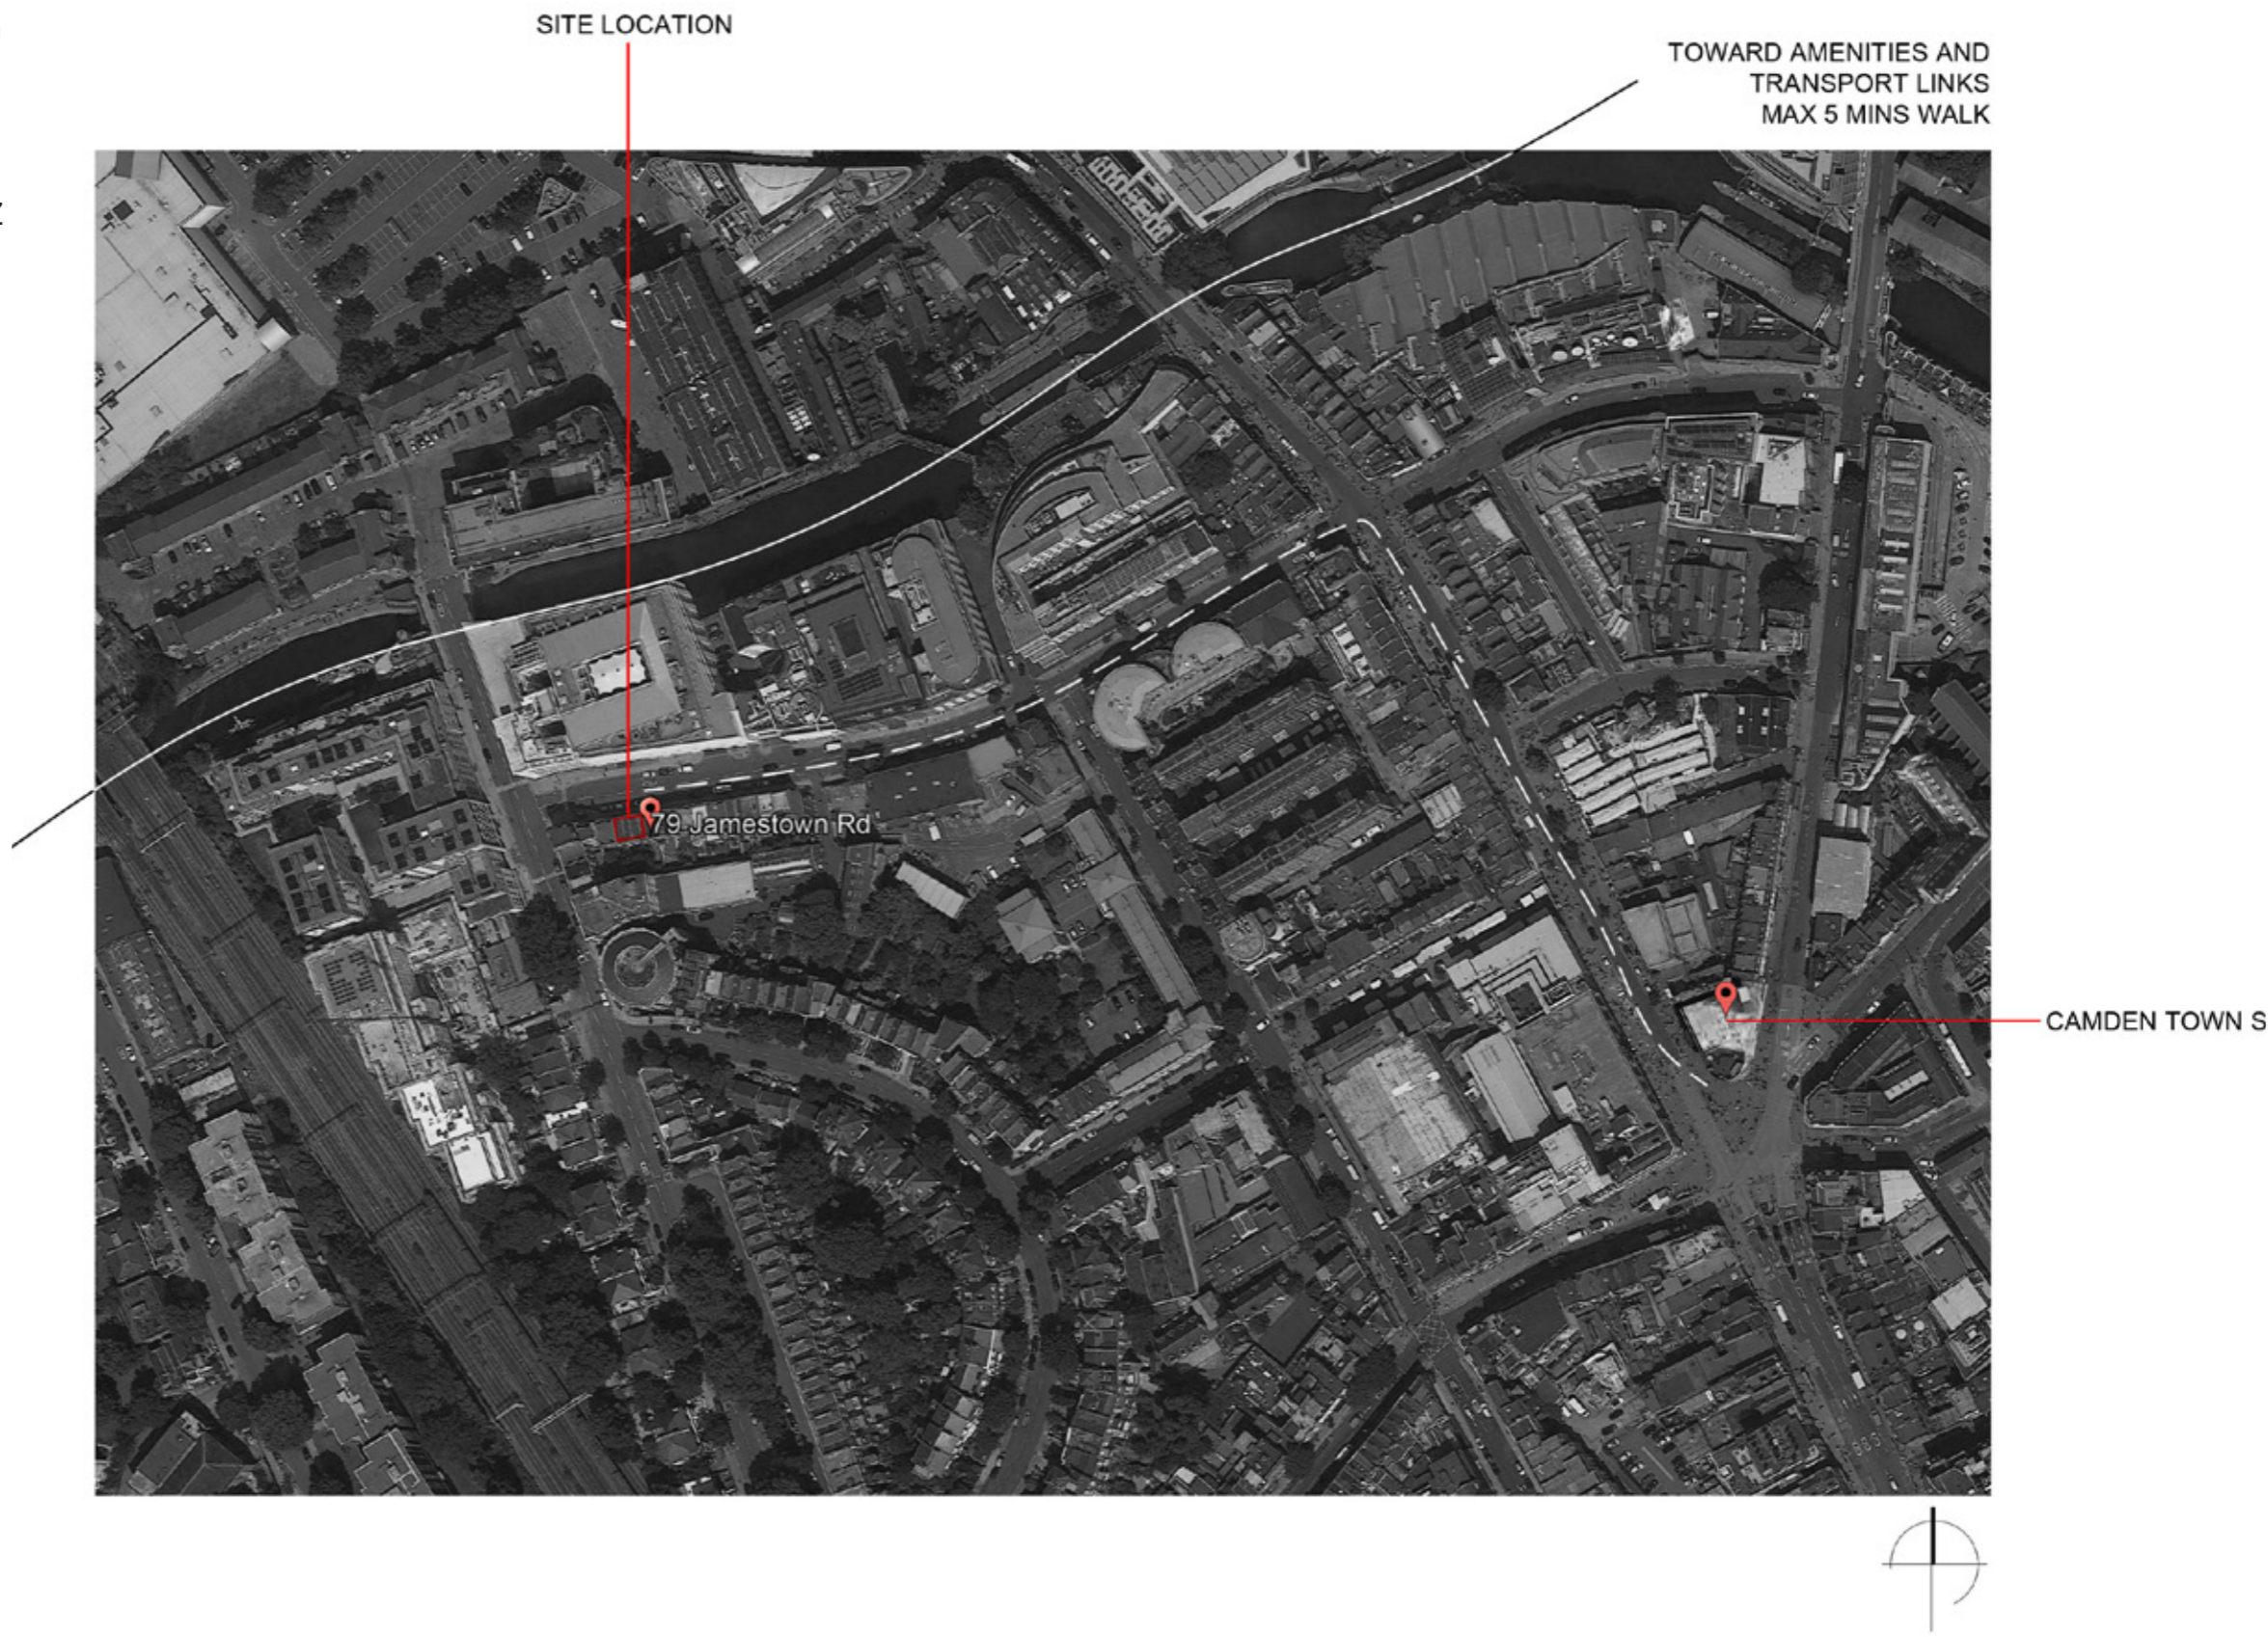 SITE LOCATION
TOWARD AMENITIES AND
TRANSPORT LINKS
MAX 5 MINS WALK
79 Jamestown Rd
CAMDEN TOWN S